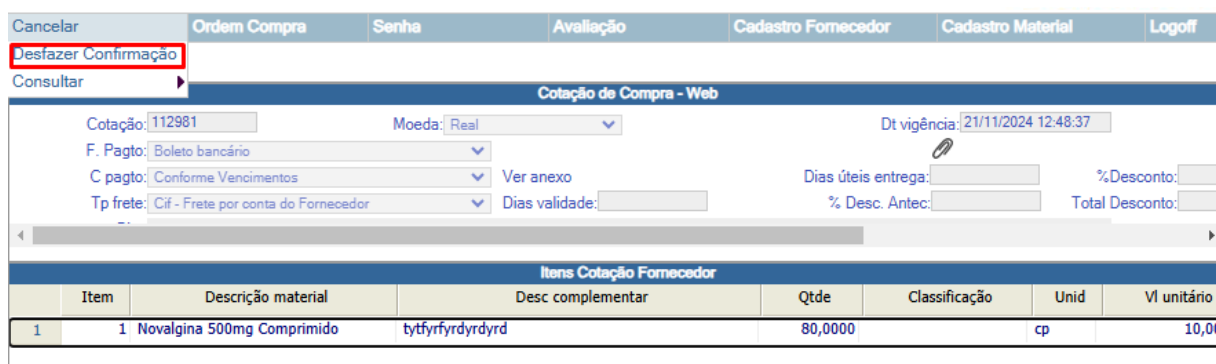 Cancelar Ordem Compra Senha Avaliação Cadastro Fornecedor Cadastro Material Logoff
Desfazer Confirmação
Consultar
Cotação de Compra - Web
Cotação: 112981 Moeda: Real Dt vigência: 21/11/2024 12:48:37
F. Pagto: Boleto bancário
C pagto: Conforme Vencimentos Ver anexo Dias úteis entrega: %Desconto:
Tp frete: Cif - Frete por conta do Fornecedor Dias validade: % Desc. Antec: Total Desconto:
Itens Cotação Fornecedor
Item Descrição material Desc complementar Qtde Classificação Unid Vl unitário
1 1 Novalgina 500mg Comprimido tytfyrfyrdyrdyrd 80,0000 cp 10,0